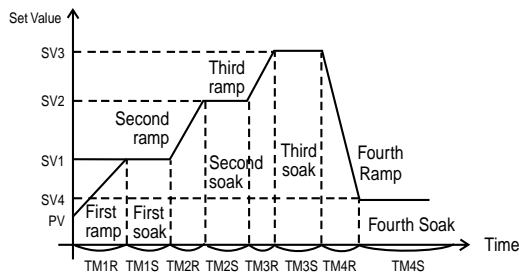 Set Value
SV3
SV2
SV1
SV4
PV
Third
ramp
Second
ramp
Second
soak
Third
soak
Fourth
Ramp
First
ramp
First
soak
Fourth Soak
Time
TM1R TM1S TM2R TM2S TM3R TM3S TM4R TM4S